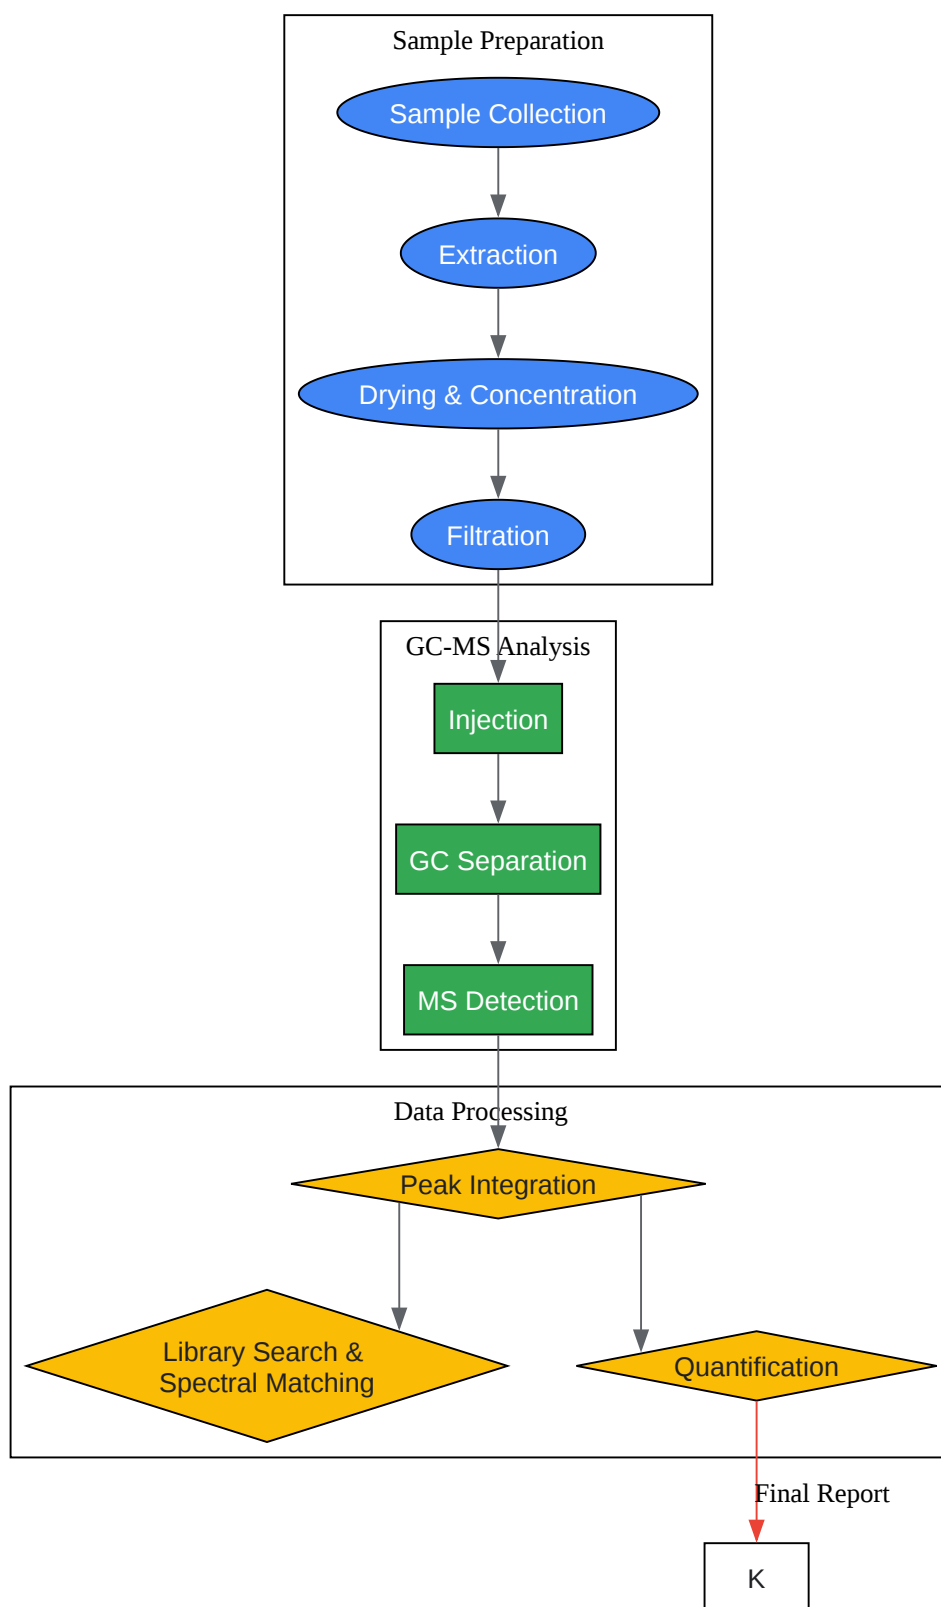 Sample Preparation
Sample Collection
Extraction
Drying & Concentration
Filtration
GC-MS Analysis
Injection
GC Separation
MS Detection
Data Processing
Peak Integration
Library Search &
Spectral Matching
Quantification
Final Report
K